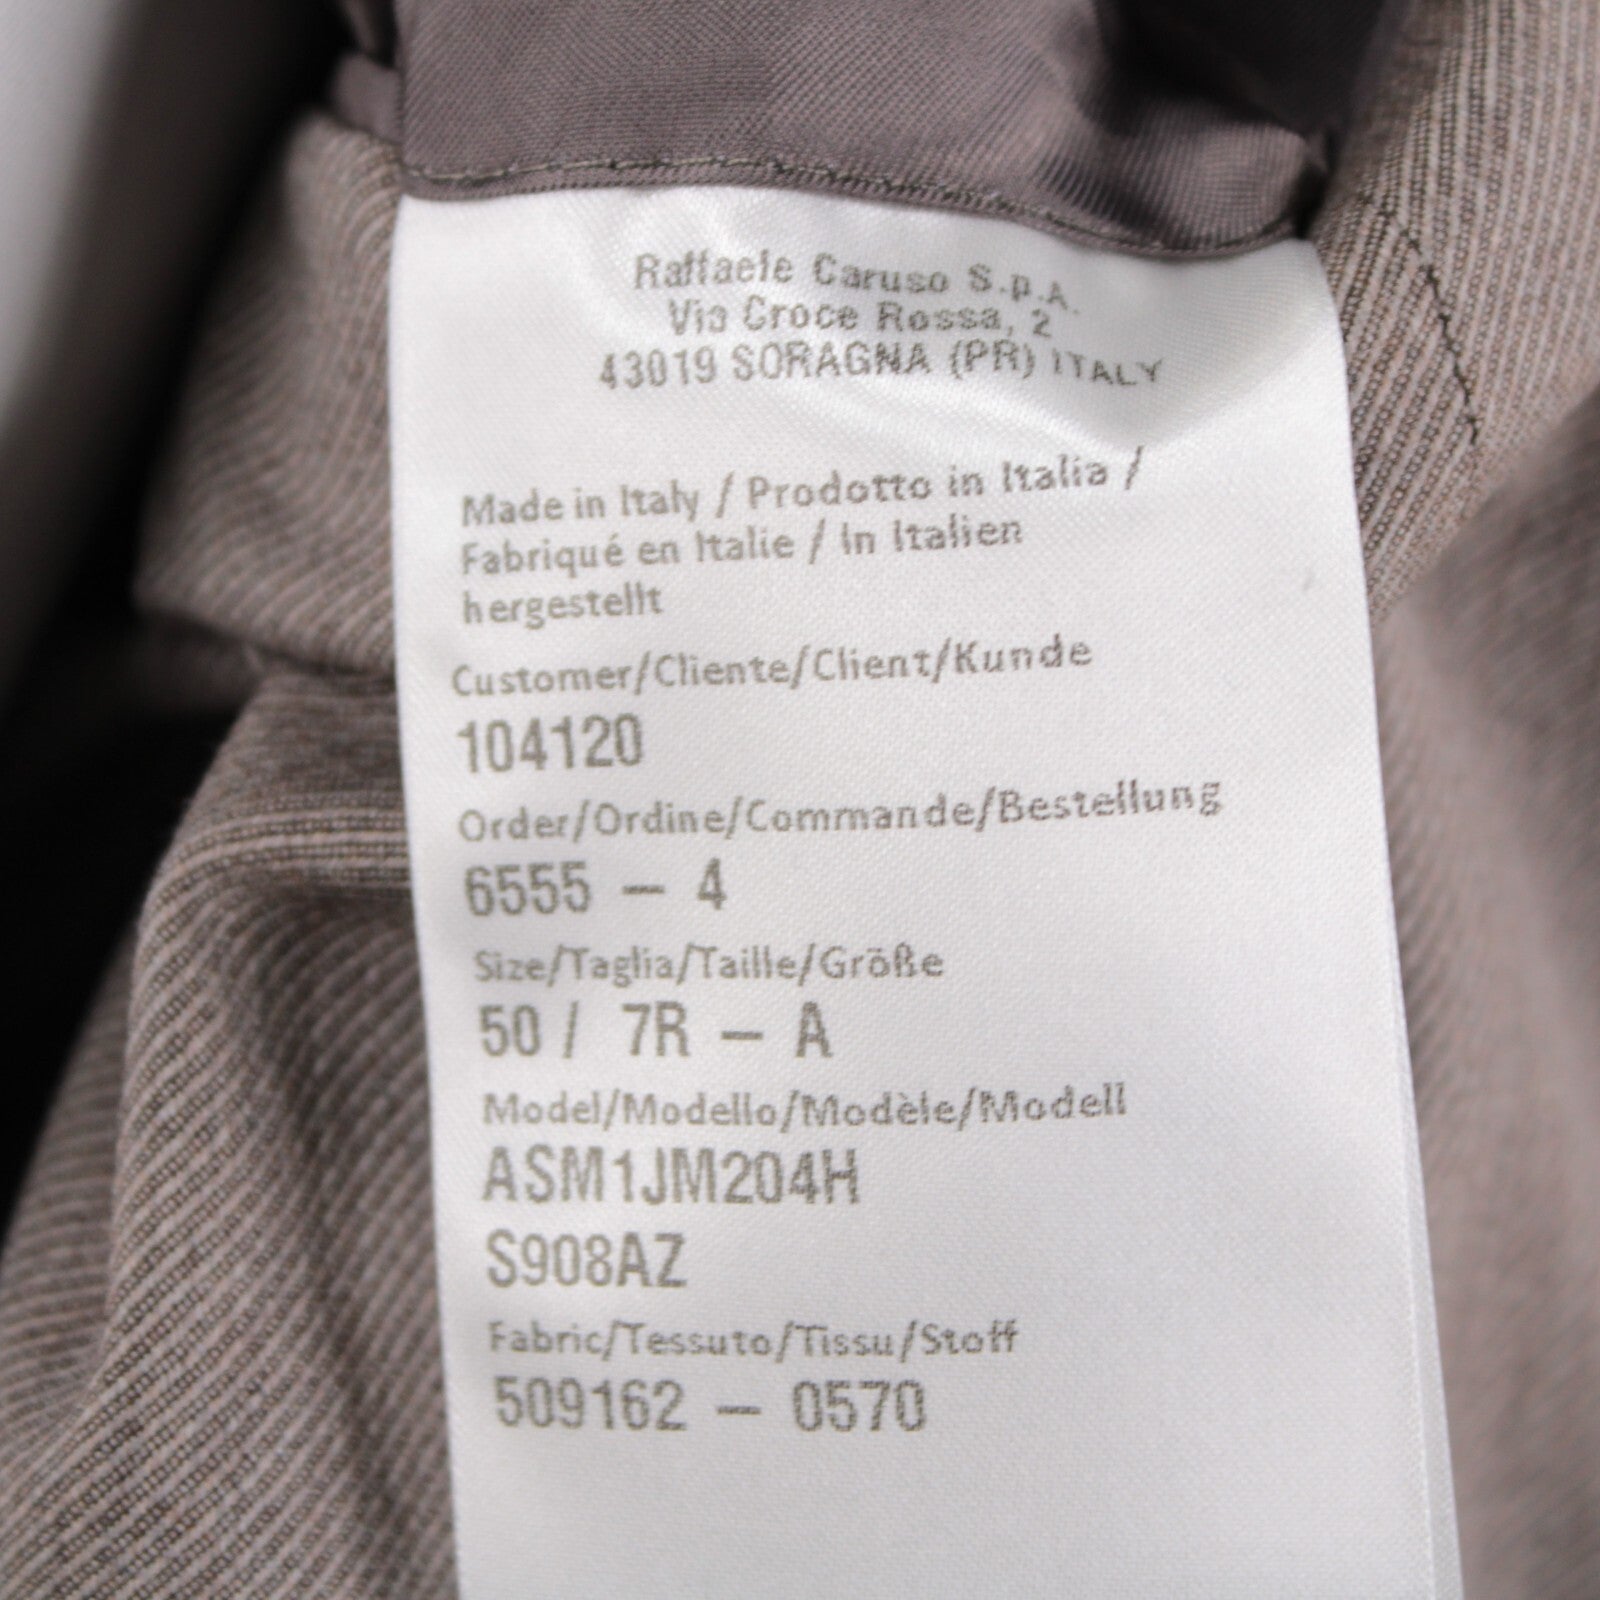 Raffaele Caruso S.p.A.
Via Croce Rossa, 2
43019 SORAGNA (PR) ITALY
Made in Italy / Prodotto in Italia /
Fabriqué en Italie / In Italien
hergestellt
Customer/Cliente/Client/Kunde
104120
Order/Ordine/Commande/Bestellung
6555 – 4
Size/Taglia/Taille/Größe
50 / 7R – A
Model/Modello/Modèle/Modell
ASM1JM204H
S908AZ
Fabric/Tessuto/Tissu/Stoff
509162 – 0570